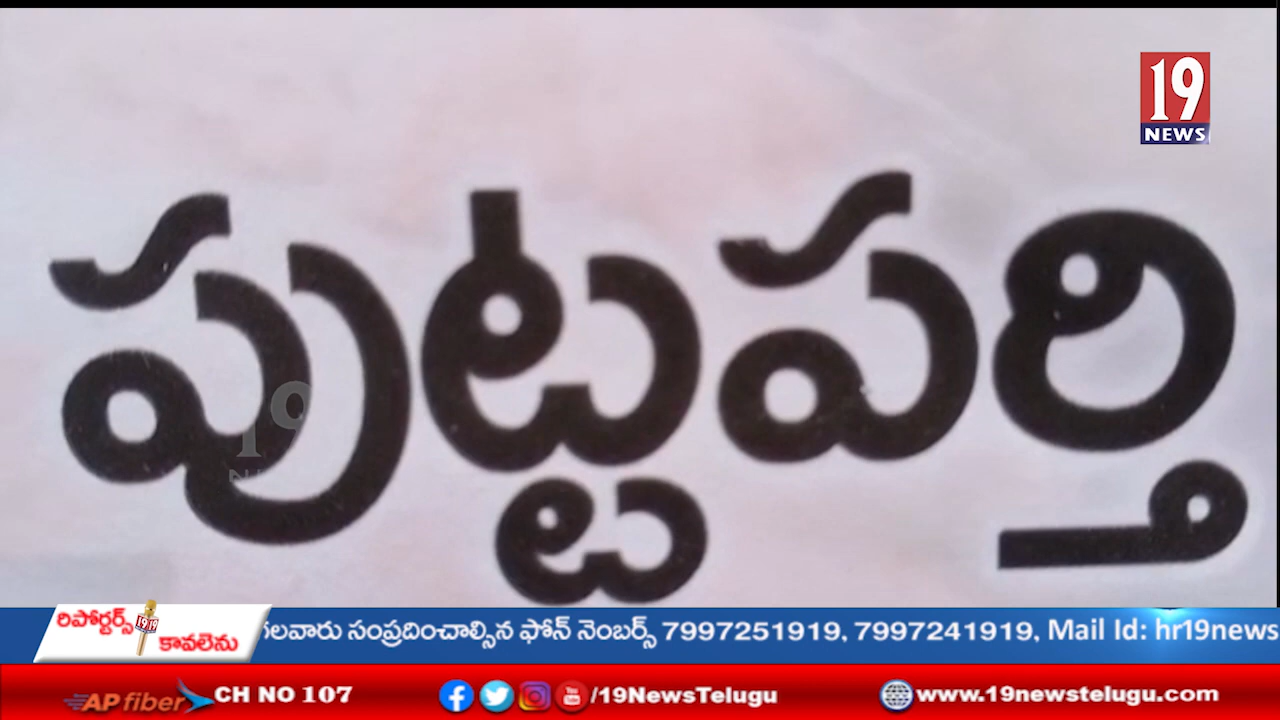 19
NEWS
పుట్టపర్తి
రిపోర్టర్స్
కావలెను
గలవారు సంప్రదించాల్సిన ఫోన్ నెంబర్స్ 7997251919, 7997241919, Mail Id: hr19news
AP fiber CH NO 107 /19NewsTelugu www.19newstelugu.com